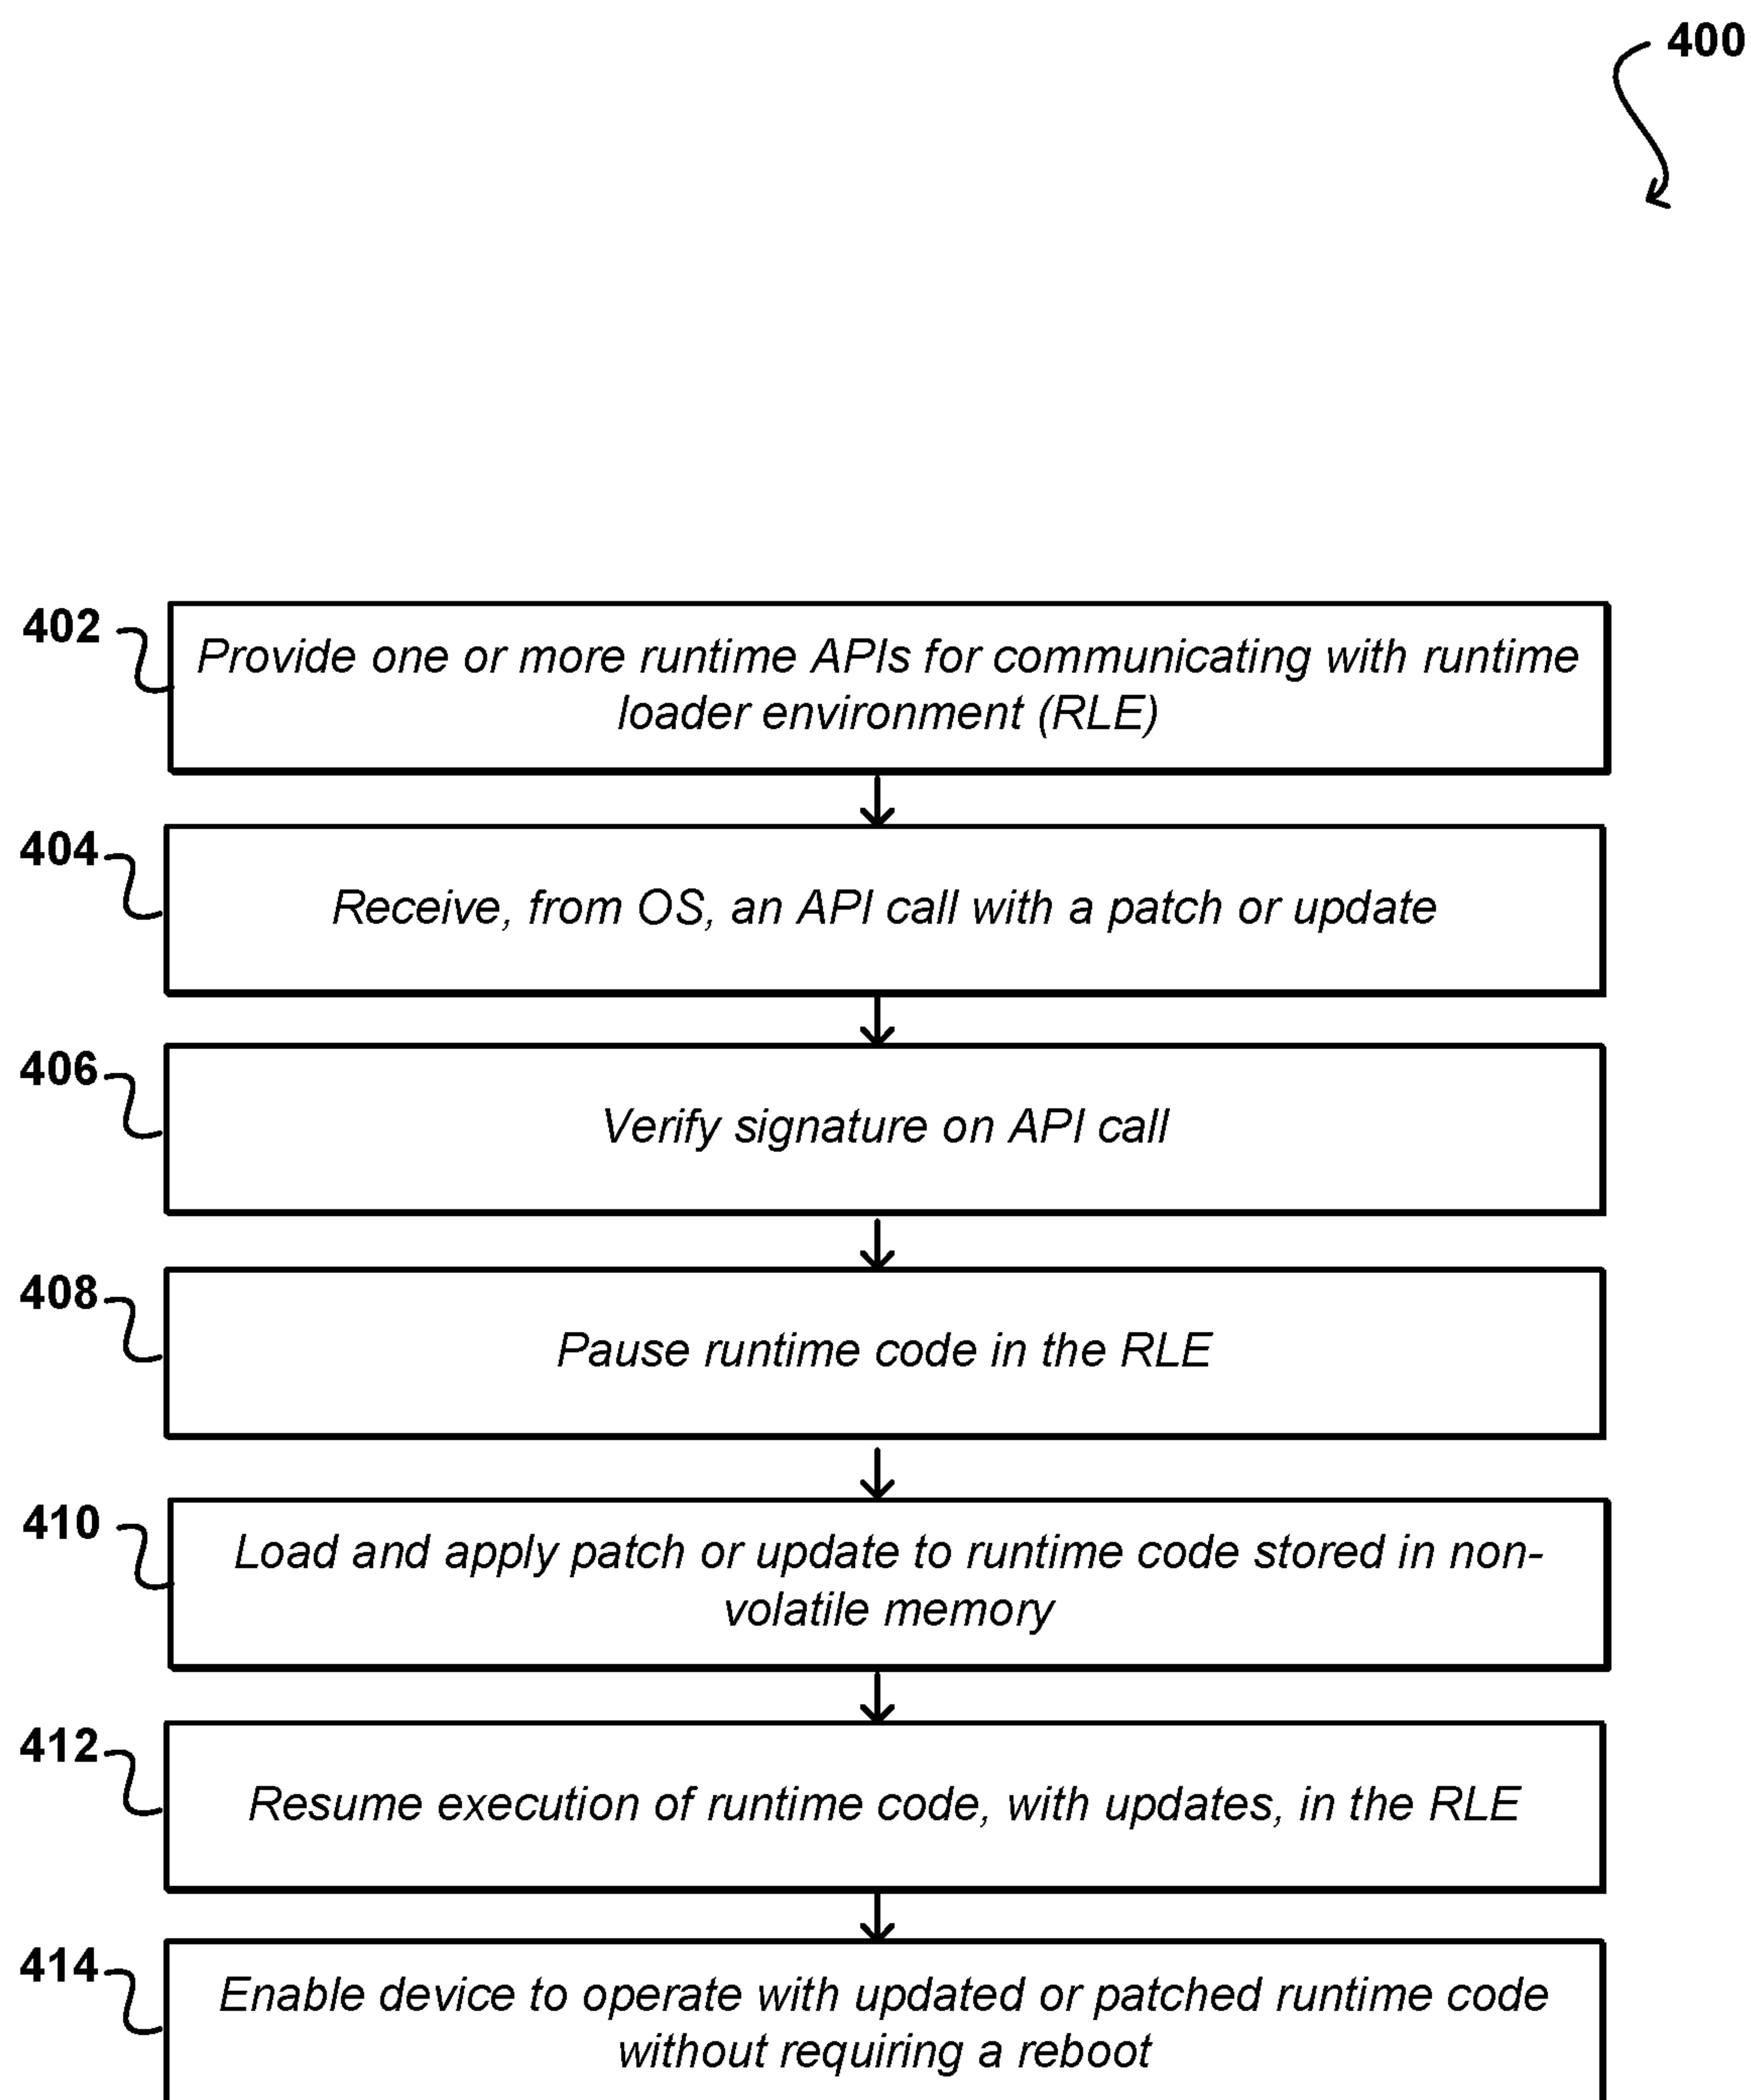 400
402
Provide one or more runtime APIs for communicating with runtime
loader environment (RLE)
404
Receive, from OS, an API call with a patch or update
406
Verify signature on API call
408
Pause runtime code in the RLE
410
Load and apply patch or update to runtime code stored in non-
volatile memory
412
Resume execution of runtime code, with updates, in the RLE
414
Enable device to operate with updated or patched runtime code
without requiring a reboot